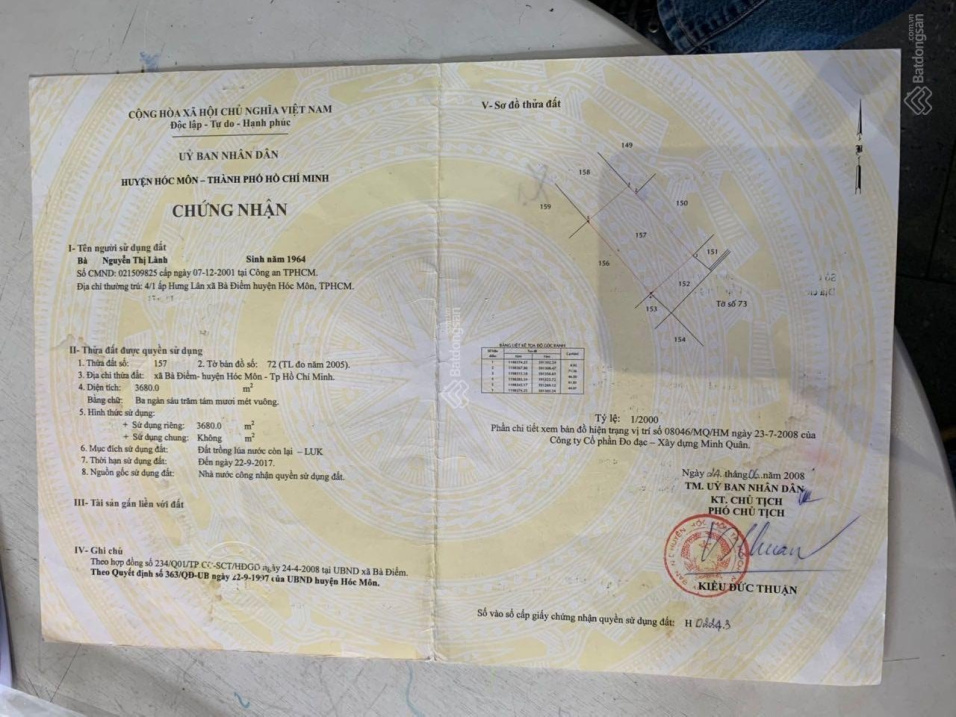 CỘNG HÒA XÃ HỘI CHỦ NGHĨA VIỆT NAM
Độc lập - Tự do - Hạnh phúc
UỶ BAN NHÂN DÂN
HUYỆN HÓC MÔN – THÀNH PHỐ HỒ CHÍ MINH
CHỨNG NHẬN
I- Tên người sử dụng đất
Bà Nguyễn Thị Lành Sinh năm 1964
Số CMND: 021509825 cấp ngày 07-12-2001 tại Công an TPHCM.
Địa chỉ thường trú: 4/1 ấp Hưng Lân xã Bà Điểm huyện Hóc Môn, TPHCM.
II- Thửa đất được quyền sử dụng
1. Thửa đất số: 157 2. Tờ bản đồ số: 72 (TL đo năm 2005).
3. Địa chỉ thửa đất: xã Bà Điểm- huyện Hóc Môn - Tp Hồ Chí Minh.
4. Diện tích: 3680.0 m²
Bằng chữ: Ba ngàn sáu trăm tám mươi mét vuông.
5. Hình thức sử dụng:
+ Sử dụng riêng: 3680.0 m²
+ Sử dụng chung: Không m²
6. Mục đích sử dụng: Đất trồng lúa nước còn lại – LUK
7. Thời hạn sử dụng: Đến ngày 22-9-2017.
8. Nguồn gốc sử dụng: Nhà nước công nhận quyền sử dụng đất.
III- Tài sản gắn liền với đất
IV- Ghi chú
Theo hợp đồng số 234/Q01/TP.CC-SCT/HĐGD ngày 24-4-2008 tại UBND xã Bà Điểm.
Theo Quyết định số 363/QĐ-UB ngày 22-9-1997 của UBND huyện Hóc Môn.
V- Sơ đồ thửa đất
149
158
150
159
157
151
156
152
Tờ số 73
153
154
BẢNG LIỆT KÊ TỌA ĐỘ GÓC RANH
Tỷ lệ: 1/2000
Phần chi tiết xem bản đồ hiện trạng vị trí số 08046/MQ/HM ngày 23-7-2008 của
Công ty Cổ phần Đo đạc – Xây dựng Minh Quân.
Ngày tháng năm 2008
TM. UỶ BAN NHÂN DÂN
KT. CHỦ TỊCH
PHÓ CHỦ TỊCH
KIỀU ĐỨC THUẬN
Số vào sổ cấp giấy chứng nhận quyền sử dụng đất: H
Batdongsan.com.vn
Batdongsan